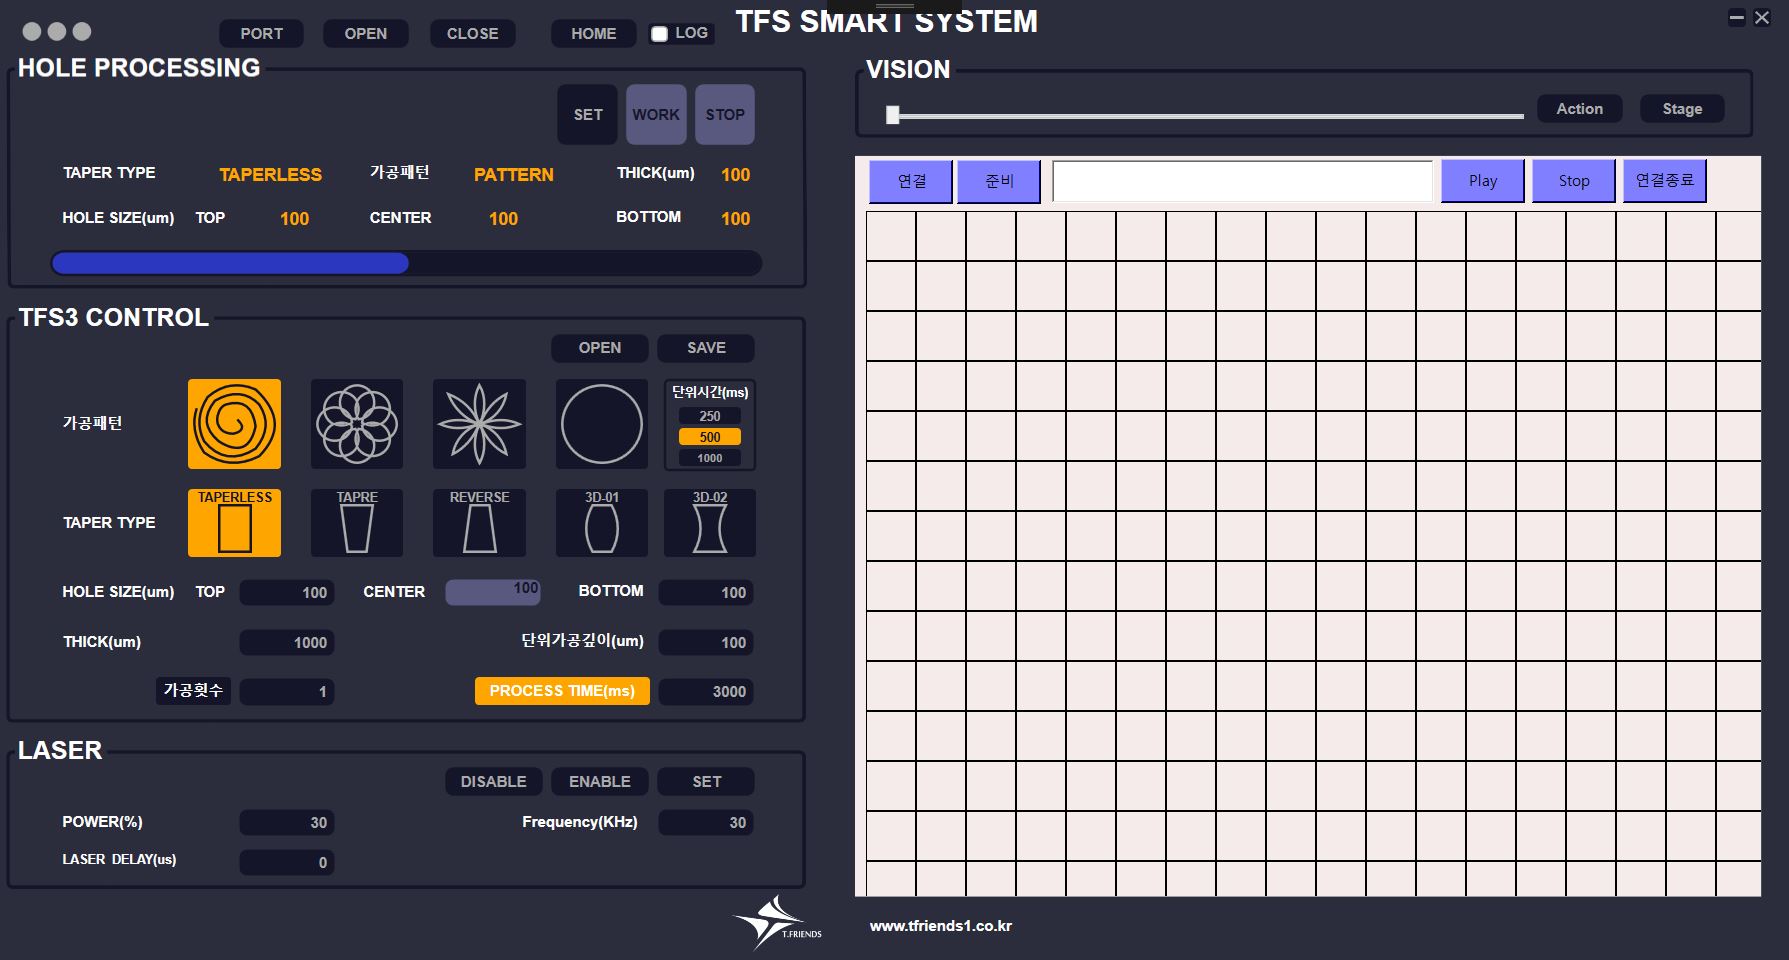 TFS SMART SYSTEM
PORT OPEN CLOSE HOME LOG
HOLE PROCESSING
SET WORK STOP
TAPER TYPE TAPERLESS 가공패턴 PATTERN THICK(um) 100
HOLE SIZE(um) TOP 100 CENTER 100 BOTTOM 100
TFS3 CONTROL
OPEN SAVE
가공패턴
단위시간(ms)
250
500
1000
TAPER TYPE
TAPERLESS TAPRE REVERSE 3D-01 3D-02
HOLE SIZE(um) TOP 100 CENTER 100 BOTTOM 100
THICK(um) 1000 단위가공깊이(um) 100
가공횟수 1 PROCESS TIME(ms) 3000
LASER
DISABLE ENABLE SET
POWER(%) 30 Frequency(KHz) 30
LASER DELAY(us) 0
T.FRIENDS
VISION
Action Stage
연결 준비 Play Stop 연결종료
www.tfriends1.co.kr